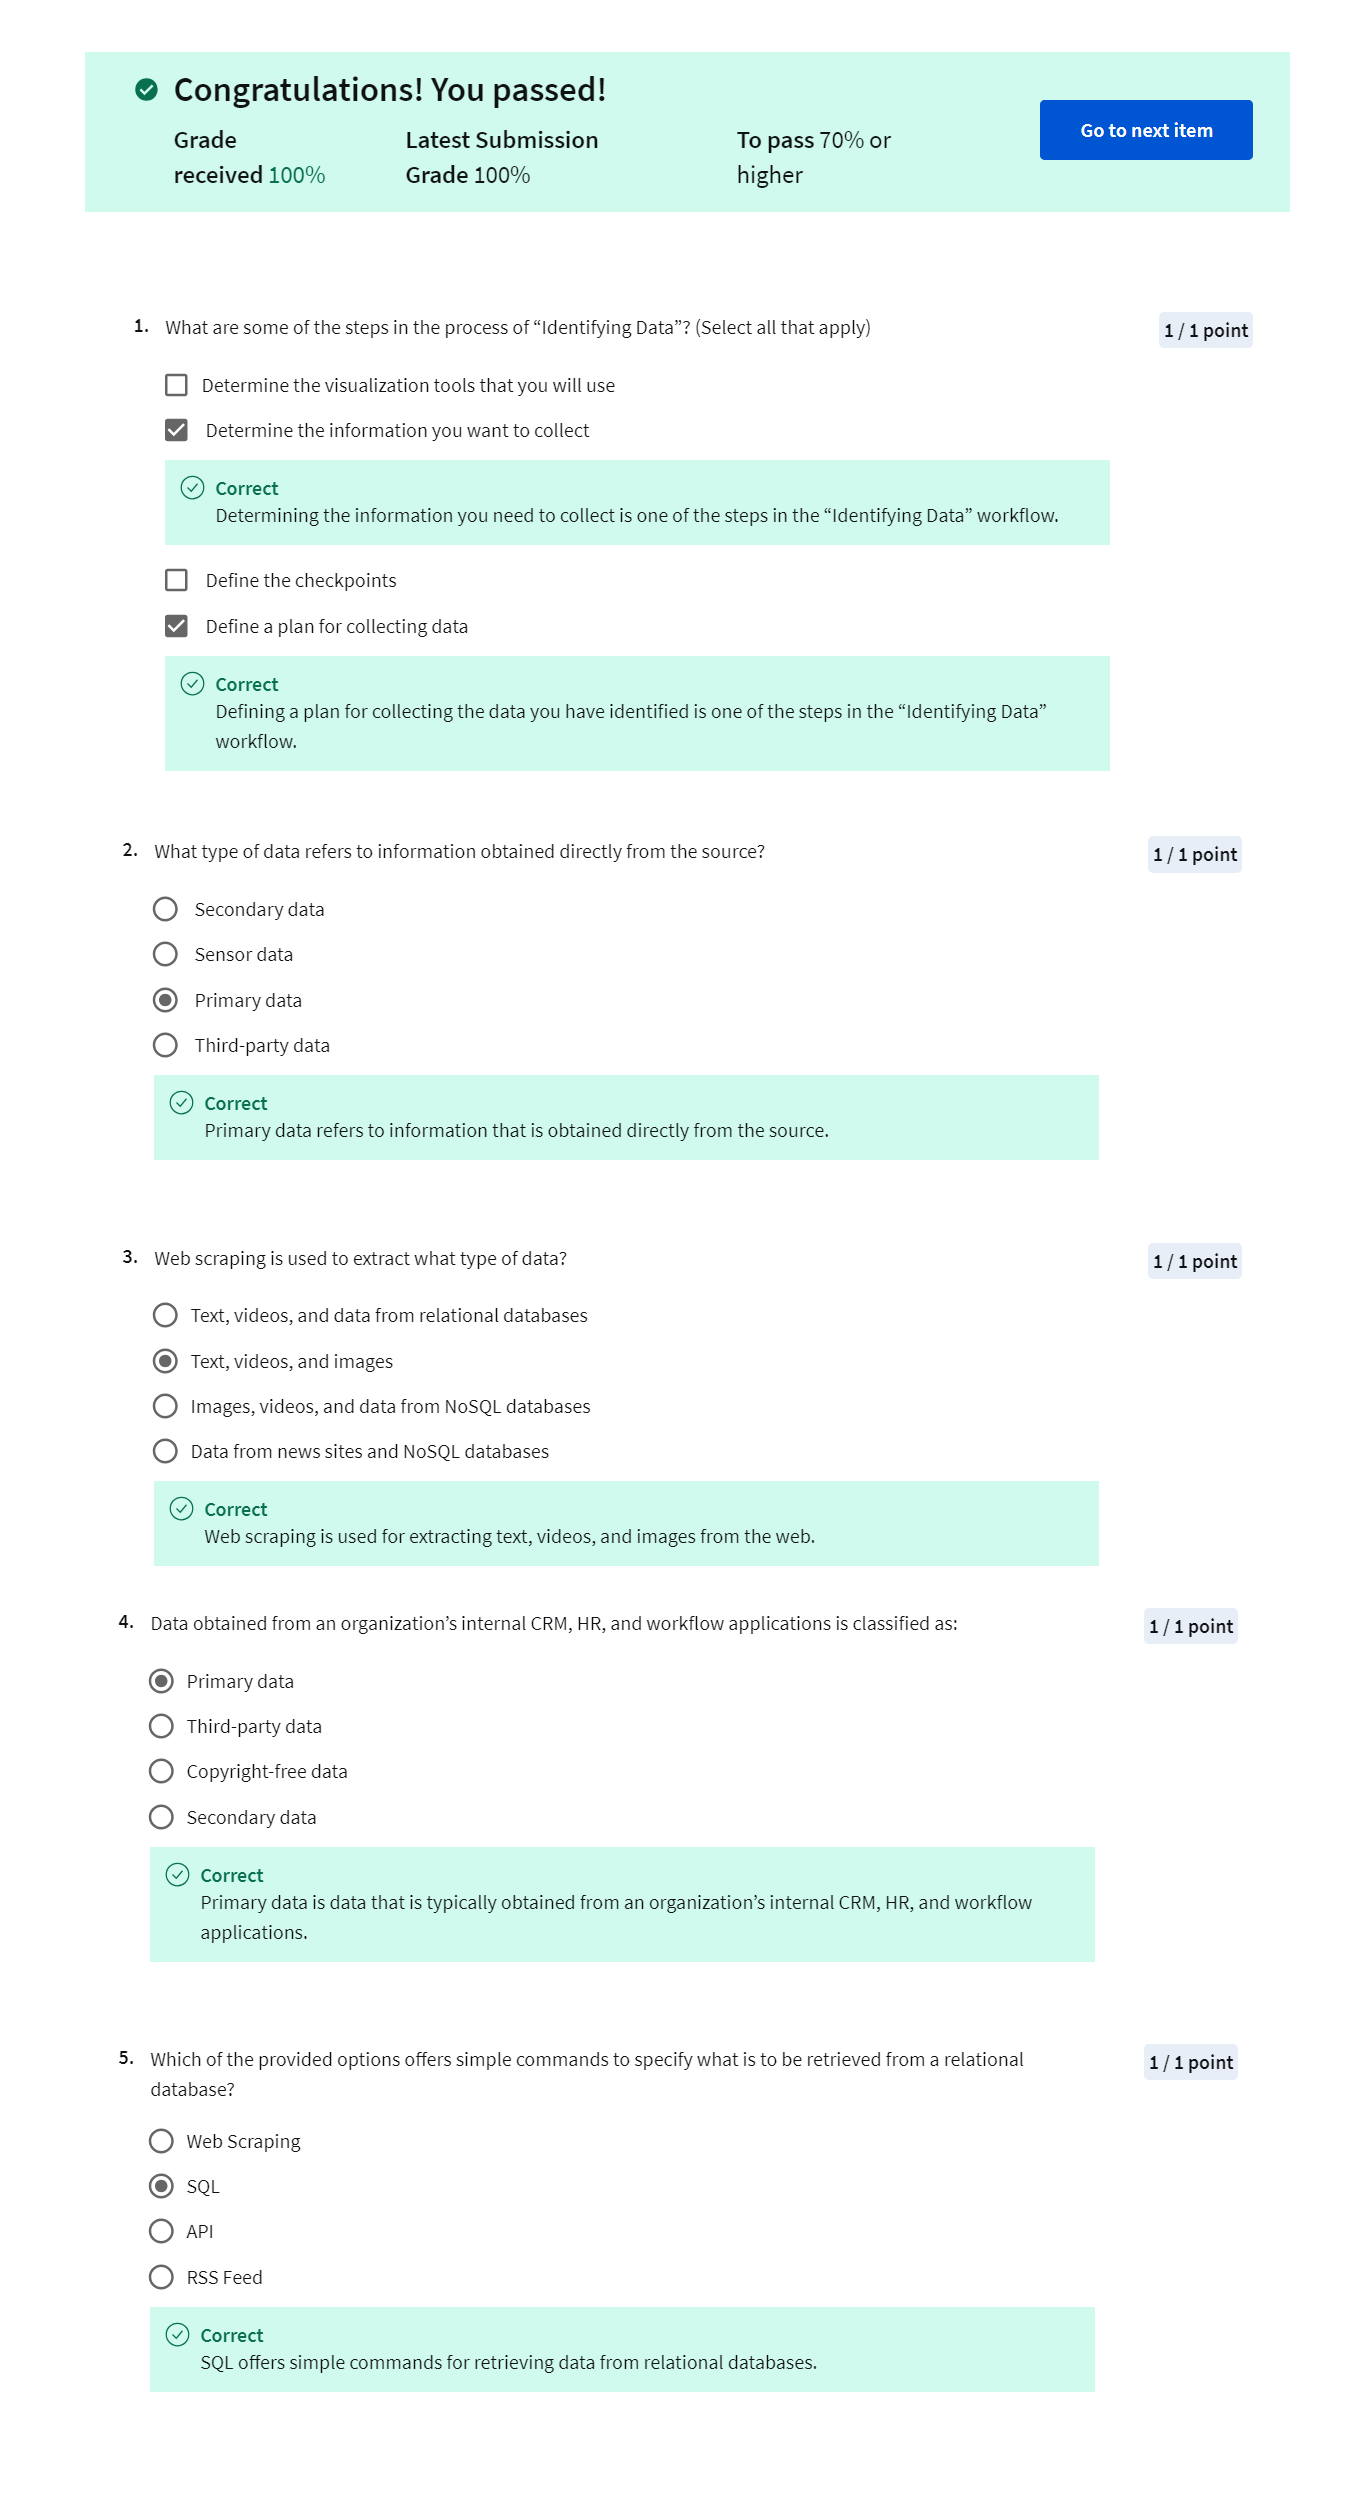 Congratulations! You passed!
Grade received 100%
Latest Submission Grade 100%
To pass 70% or higher
Go to next item
1. What are some of the steps in the process of “Identifying Data”? (Select all that apply)
1 / 1 point
Determine the visualization tools that you will use
Determine the information you want to collect
Correct
Determining the information you need to collect is one of the steps in the “Identifying Data” workflow.
Define the checkpoints
Define a plan for collecting data
Correct
Defining a plan for collecting the data you have identified is one of the steps in the “Identifying Data”
workflow.
2. What type of data refers to information obtained directly from the source?
1 / 1 point
Secondary data
Sensor data
Primary data
Third-party data
Correct
Primary data refers to information that is obtained directly from the source.
3. Web scraping is used to extract what type of data?
1 / 1 point
Text, videos, and data from relational databases
Text, videos, and images
Images, videos, and data from NoSQL databases
Data from news sites and NoSQL databases
Correct
Web scraping is used for extracting text, videos, and images from the web.
4. Data obtained from an organization’s internal CRM, HR, and workflow applications is classified as:
1 / 1 point
Primary data
Third-party data
Copyright-free data
Secondary data
Correct
Primary data is data that is typically obtained from an organization’s internal CRM, HR, and workflow
applications.
5. Which of the provided options offers simple commands to specify what is to be retrieved from a relational
database?
1 / 1 point
Web Scraping
SQL
API
RSS Feed
Correct
SQL offers simple commands for retrieving data from relational databases.